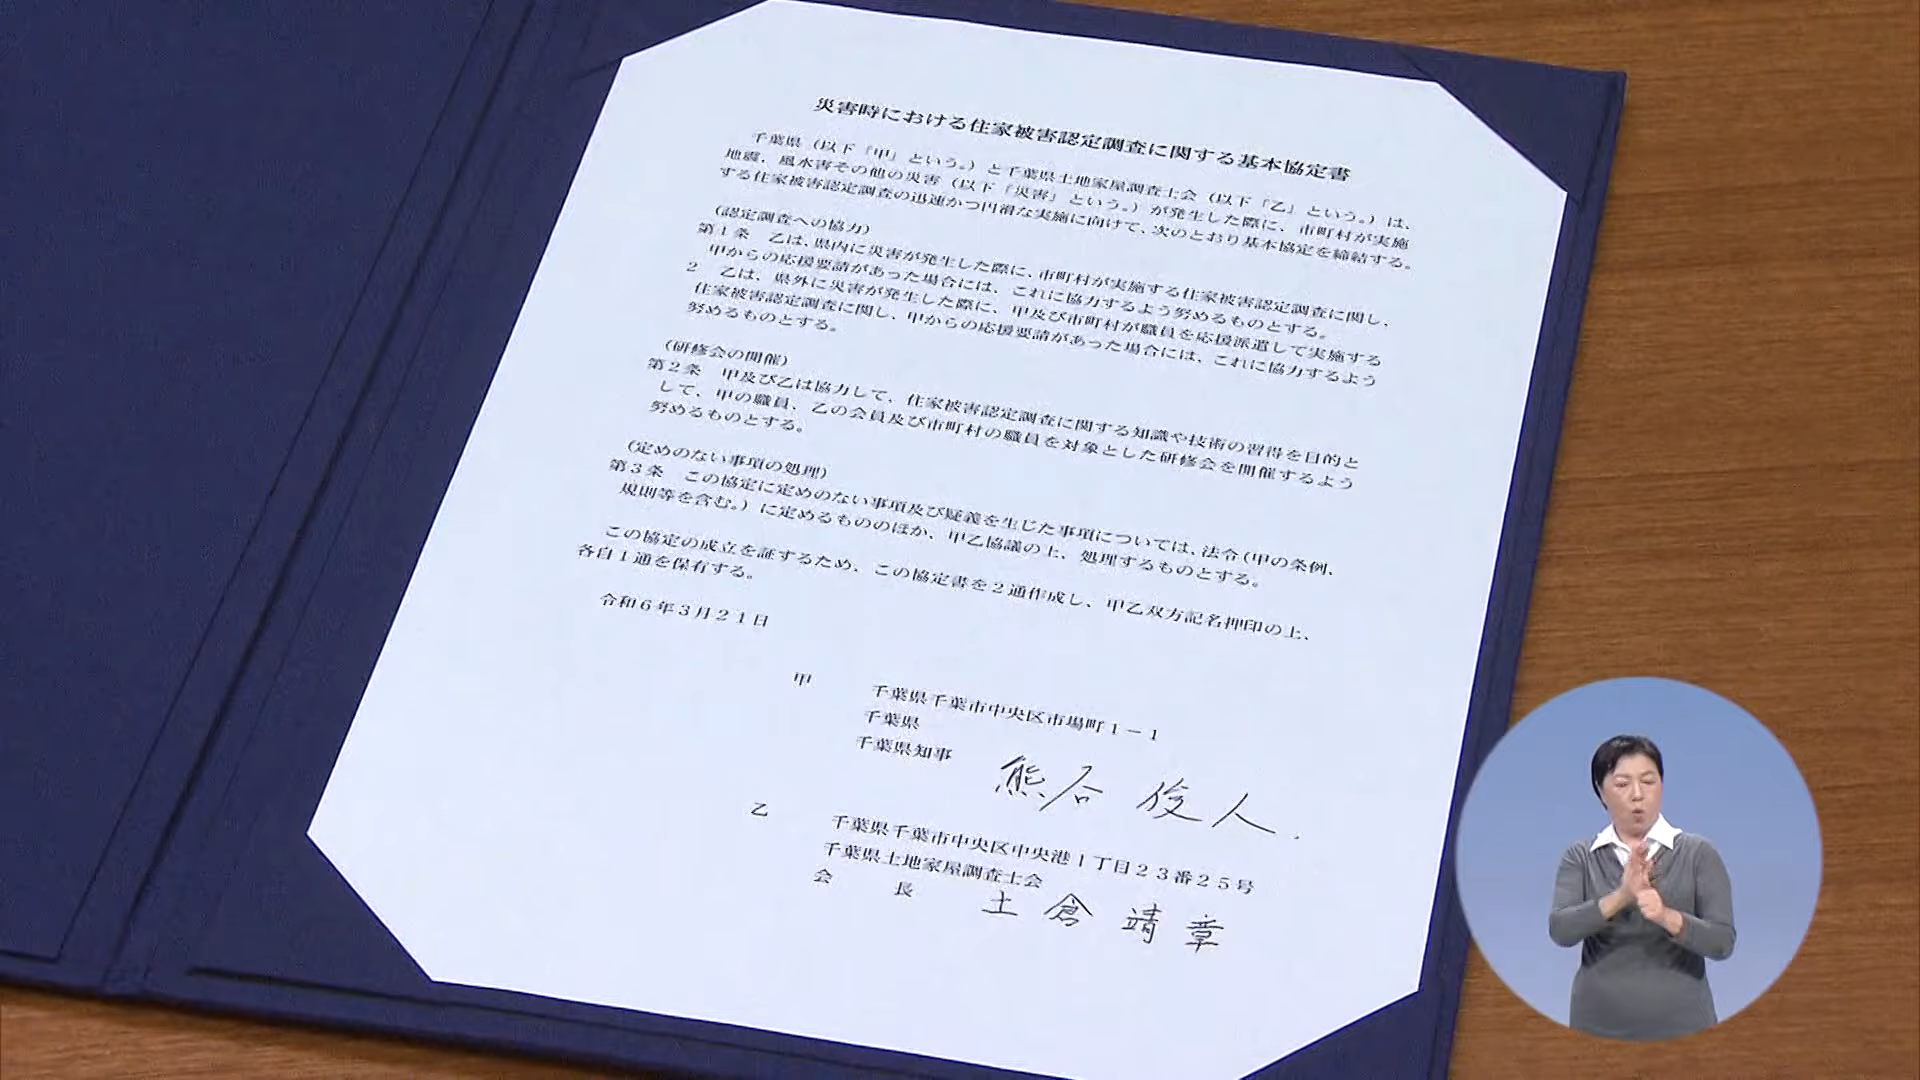 災害時における住家被害認定調査に関する基本協定書
千葉県（以下「甲」という。）と千葉県土地家屋調査士会（以下「乙」という。）は、
地震、風水害その他の災害（以下「災害」という。）が発生した際に、市町村が実施
する住家被害認定調査の迅速かつ円滑な実施に向けて、次のとおり基本協定を締結する。
（認定調査への協力）
第１条　乙は、県内に災害が発生した際に、市町村が実施する住家被害認定調査に関し、
甲からの応援要請があった場合には、これに協力するよう努めるものとする。
２　乙は、県外に災害が発生した際に、甲及び市町村が職員を応援派遣して実施する
住家被害認定調査に関し、甲からの応援要請があった場合には、これに協力するよう
努めるものとする。
（研修会の開催）
第２条　甲及び乙は協力して、住家被害認定調査に関する知識や技術の習得を目的と
して、甲の職員、乙の会員及び市町村の職員を対象とした研修会を開催するよう
努めるものとする。
（定めのない事項の処理）
第３条　この協定に定めのない事項及び疑義を生じた事項については、法令（甲の条例、
規則等を含む。）に定めるもののほか、甲乙協議の上、処理するものとする。
この協定の成立を証するため、この協定書を２通作成し、甲乙双方記名押印の上、
各自１通を保有する。
令和６年３月２１日
甲　千葉県千葉市中央区市場町１－１
千葉県
千葉県知事　熊谷 俊人
乙　千葉県千葉市中央区中央港１丁目２３番２５号
千葉県土地家屋調査士会
会　長　土倉 靖章